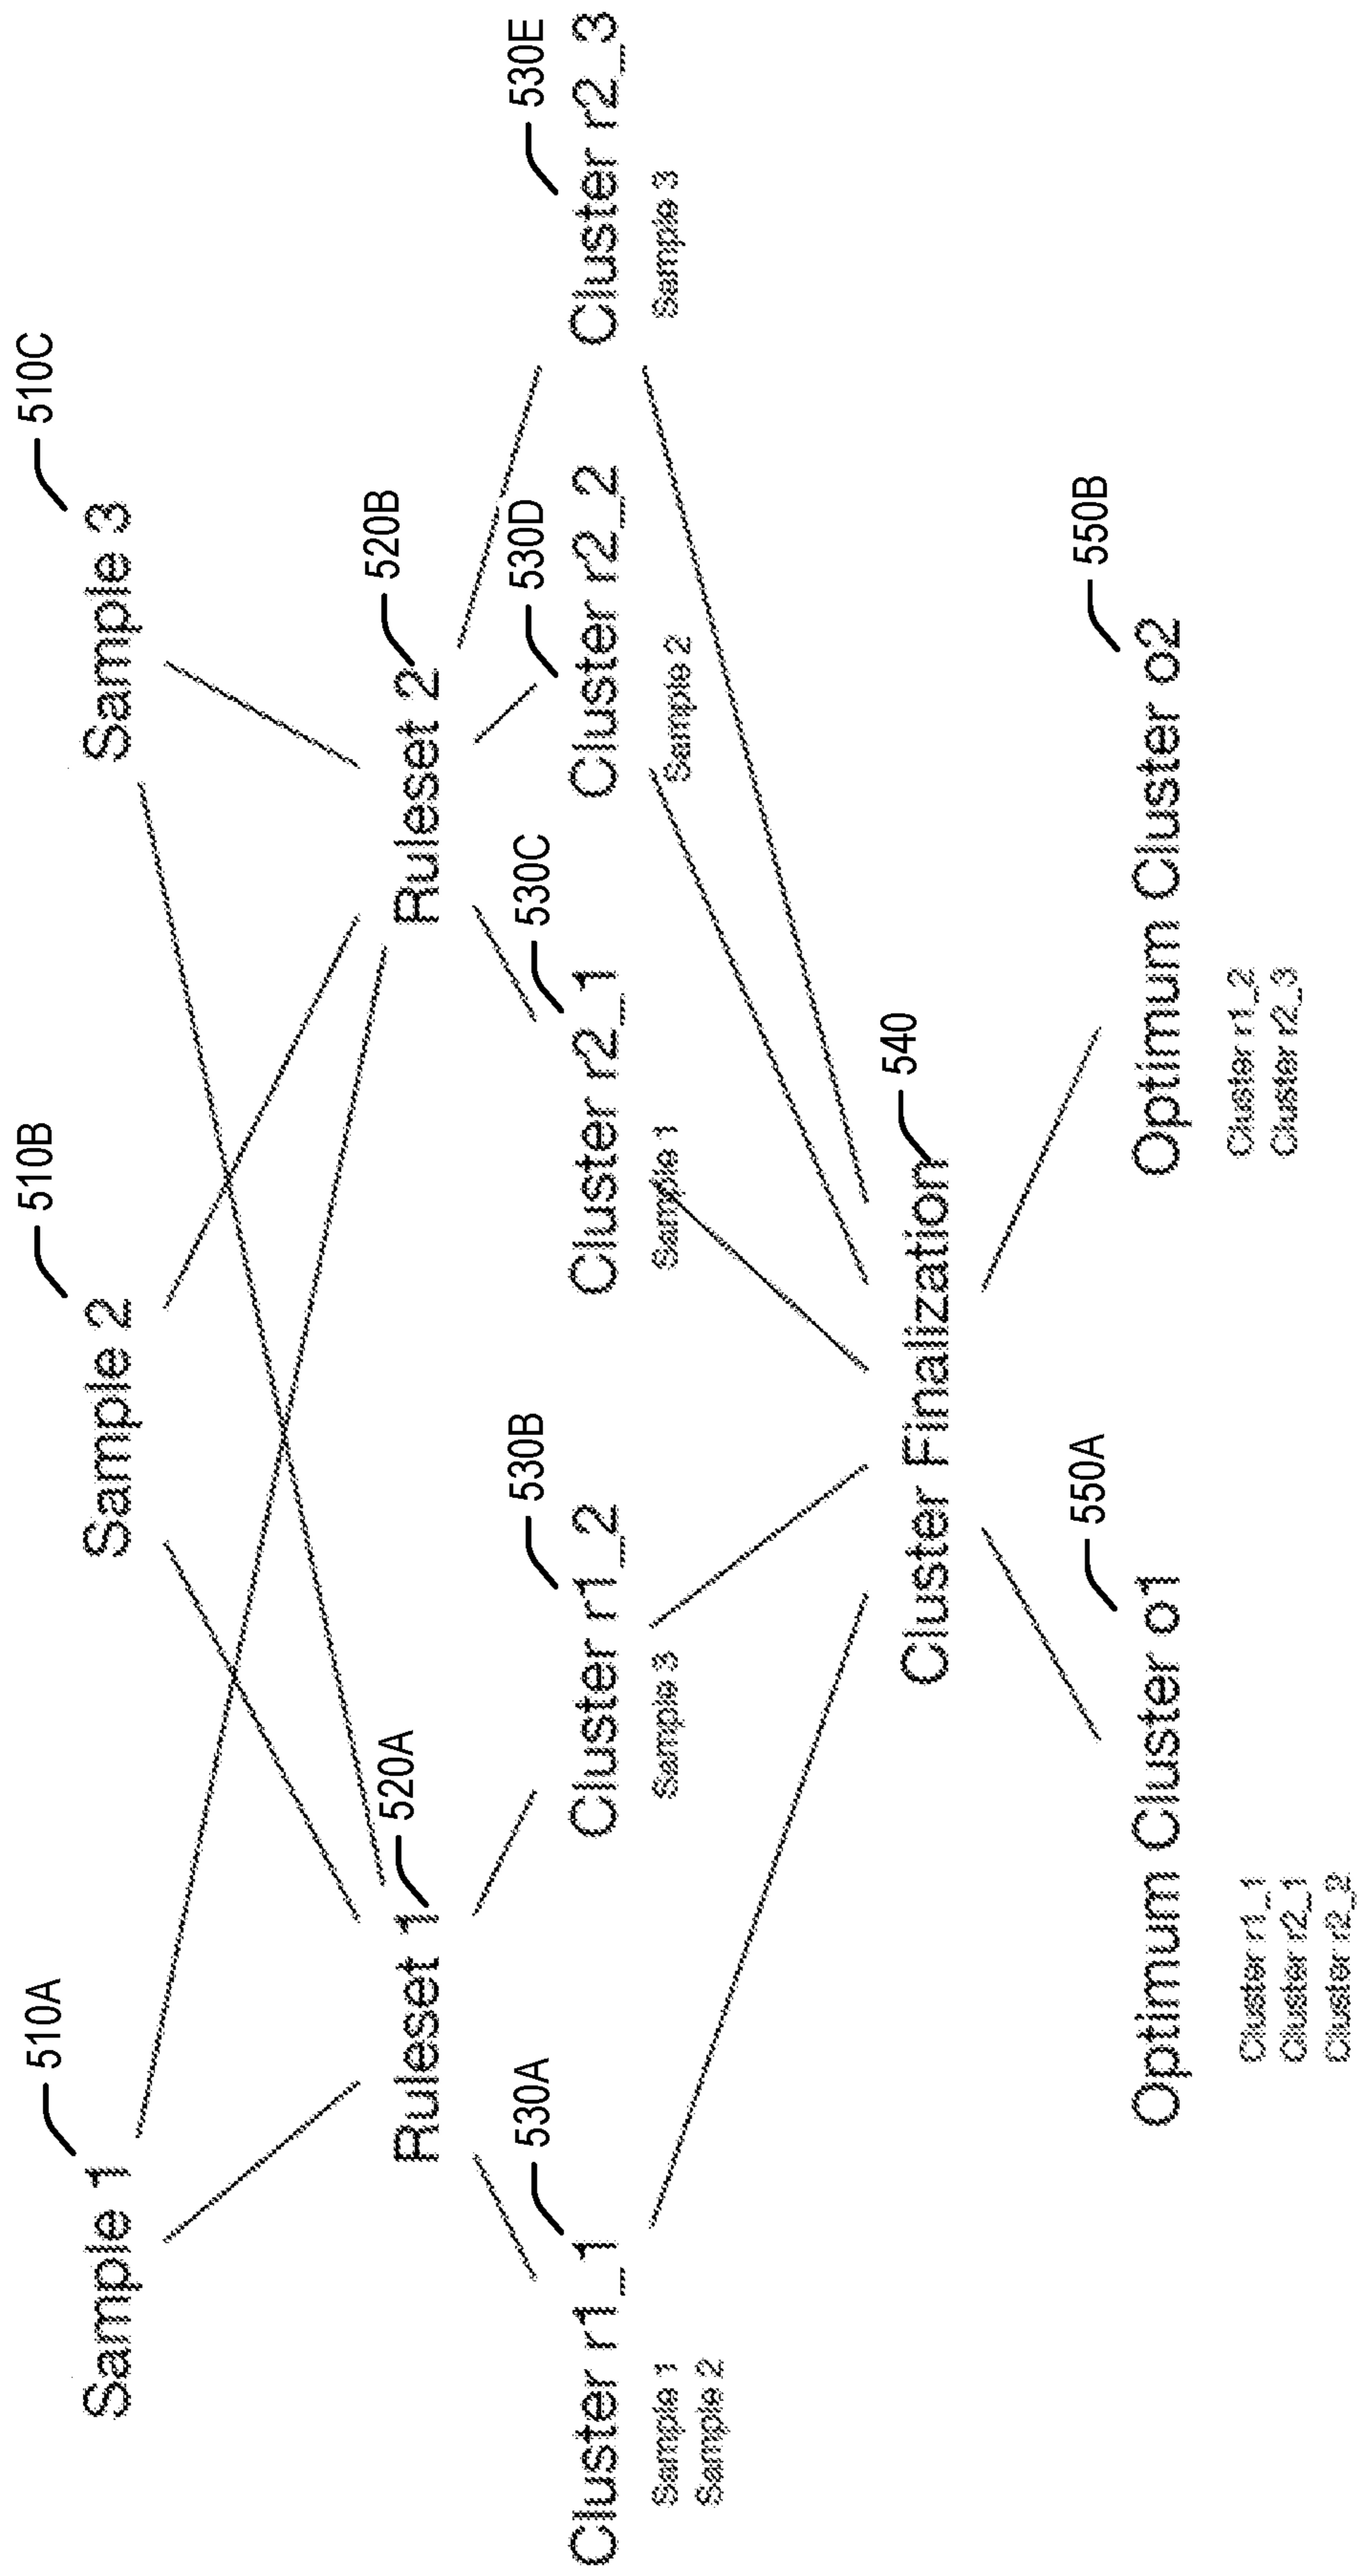 510A
510B
510C
Sample 1
Sample 2
Sample 3
520A
520B
Ruleset 1
Ruleset 2
530A
530B
530C
530D
530E
Cluster r1_1
Cluster r1_2
Cluster r2_1
Cluster r2_2
Cluster r2_3
Sample 1
Sample 2
Sample 3
Sample 1
Sample 2
Sample 3
540
Cluster Finalization
550A
550B
Optimum Cluster o1
Optimum Cluster o2
Cluster r1_1
Cluster r2_1
Cluster r2_2
Cluster r1_2
Cluster r2_3